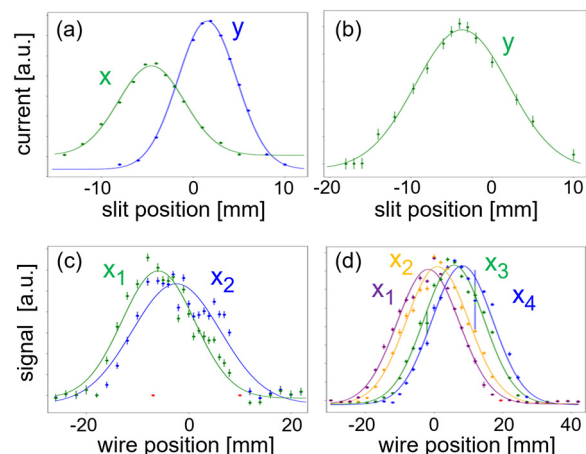 (a)
x
y
current [a.u.]
-10 0 10
slit position [mm]
(b)
y
-20 -10 0 10
slit position [mm]
(c)
x1
x2
signal [a.u.]
-20 0 20
wire position [mm]
(d)
x2
x1
x3
x4
-20 0 20 40
wire position [mm]